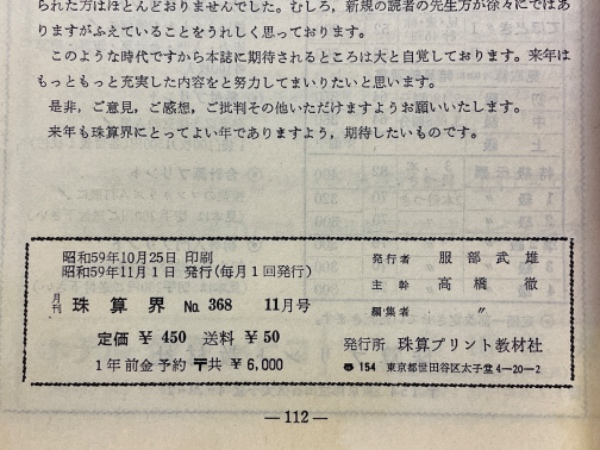 られた方はほとんどおりませんでした。むしろ，新規の読者の先生方が徐々にではあ
りますがふえていることをうれしく思っております。
このような時代ですから本誌に期待されるところは大と自覚しております。来年は
もっともっと充実した内容をと努力してまいりたいと思います。
是非，ご意見，ご感想，ご批判その他いただけますようお願いいたします。
来年も珠算界にとってよい年でありますよう，期待したいものです。
昭和59年10月25日 印刷
昭和59年11月1日 発行(毎月1回発行)
月刊 珠算界 No. 368 11月号
定価 ¥ 450 送料 ¥ 50
1年前金予約 〒共 ¥ 6,000
発行者 服部武雄
主幹 高橋徹
編集者 〃
発行所 珠算プリント教材社
☎ 154 東京都世田谷区太子堂4—20—2
— 112 —